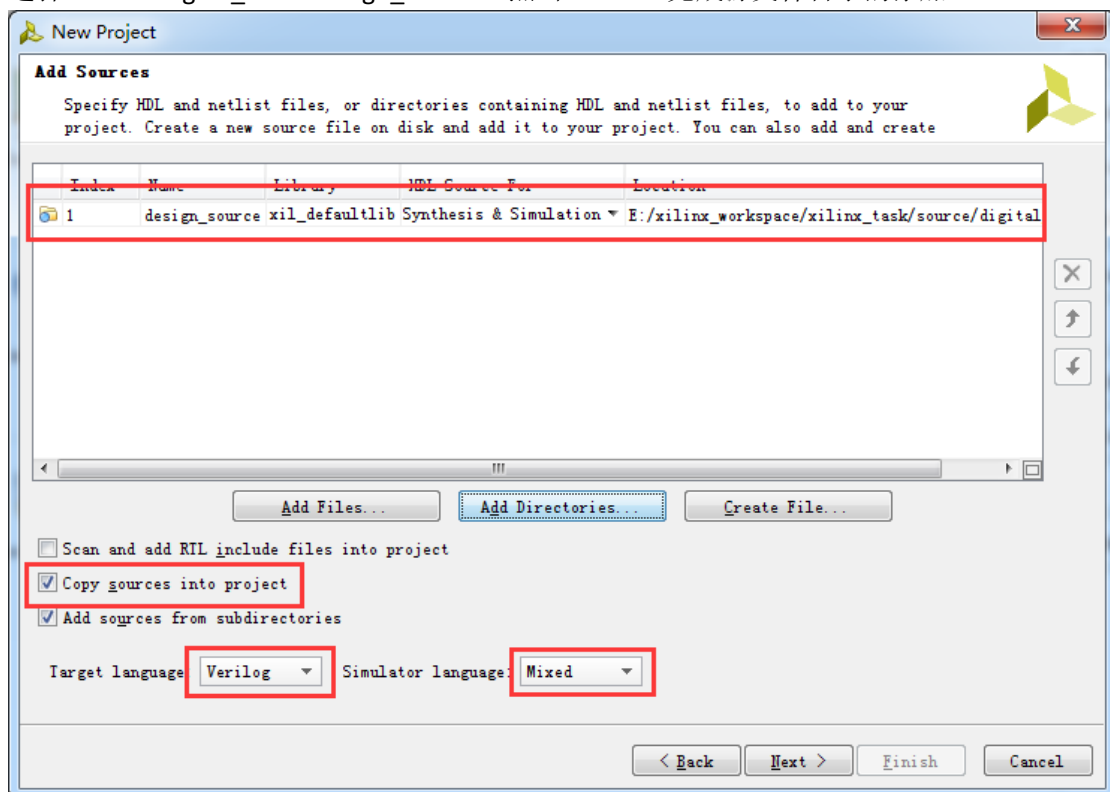 New Project
Add Sources
Specify HDL and netlist files, or directories containing HDL and netlist files, to add to your
project. Create a new source file on disk and add it to your project. You can also add and create
Index Name Library HDL Source For Location
1 design_source xil_defaultlib Synthesis & Simulation E:/xilinx_workspace/xilinx_task/source/digital
Add Files... Add Directories... Create File...
Scan and add RTL include files into project
Copy sources into project
Add sources from subdirectories
Target language Verilog Simulator language: Mixed
< Back Next > Finish Cancel